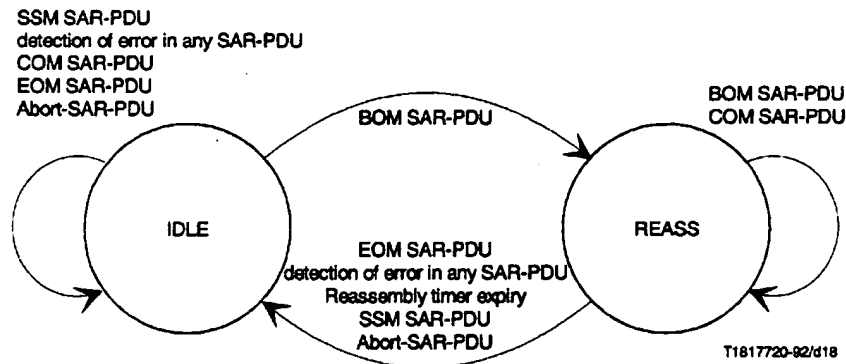 SSM SAR-PDU
detection of error in any SAR-PDU
COM SAR-PDU
EOM SAR-PDU
Abort-SAR-PDU
BOM SAR-PDU
BOM SAR-PDU
COM SAR-PDU
IDLE
REASS
EOM SAR-PDU
detection of error in any SAR-PDU
Reassembly timer expiry
SSM SAR-PDU
Abort-SAR-PDU
T1817720-92/d18